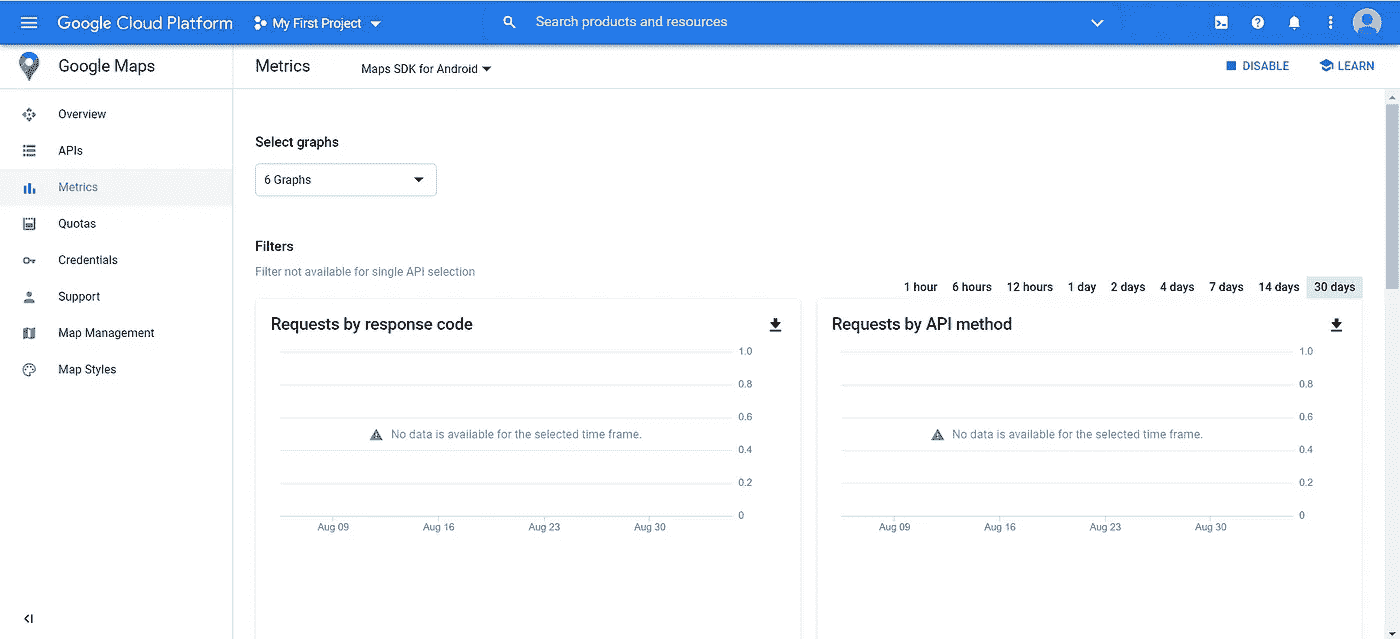 Google Cloud Platform My First Project Search products and resources
Google Maps Metrics Maps SDK for Android DISABLE LEARN
Overview
APIs
Metrics
Quotas
Credentials
Support
Map Management
Map Styles
Select graphs
6 Graphs
Filters
Filter not available for single API selection
1 hour 6 hours 12 hours 1 day 2 days 4 days 7 days 14 days 30 days
Requests by response code
1.0
0.8
0.6
No data is available for the selected time frame.
0.4
0.2
0
Aug 09 Aug 16 Aug 23 Aug 30
Requests by API method
1.0
0.8
0.6
No data is available for the selected time frame.
0.4
0.2
0
Aug 09 Aug 16 Aug 23 Aug 30